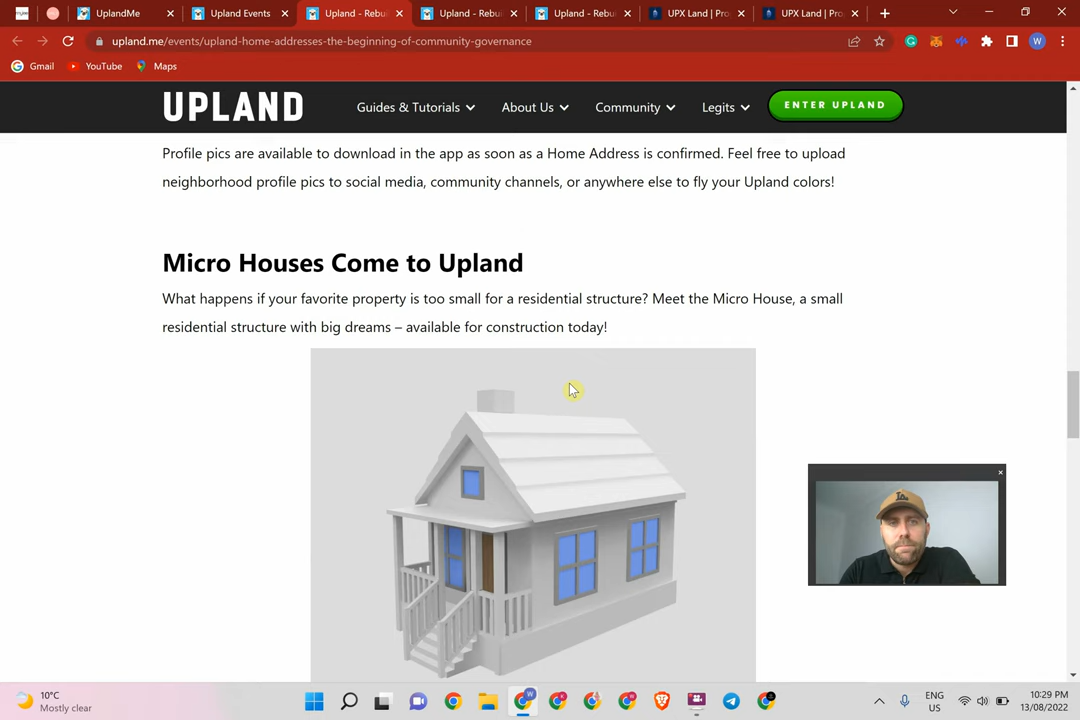 UplandMe
Upland Events
Upland - Rebui
Upland - Rebui
Upland - Rebui
UPX Land | Pro
UPX Land | Pro
upland.me/events/upland-home-addresses-the-beginning-of-community-governance
W
Gmail
YouTube
Maps
UPLAND
Guides & Tutorials
About Us
Community
Legits
ENTER UPLAND
Profile pics are available to download in the app as soon as a Home Address is confirmed. Feel free to upload
neighborhood profile pics to social media, community channels, or anywhere else to fly your Upland colors!
Micro Houses Come to Upland
What happens if your favorite property is too small for a residential structure? Meet the Micro House, a small
residential structure with big dreams – available for construction today!
10°C
Mostly clear
ENG
US
10:29 PM
13/08/2022